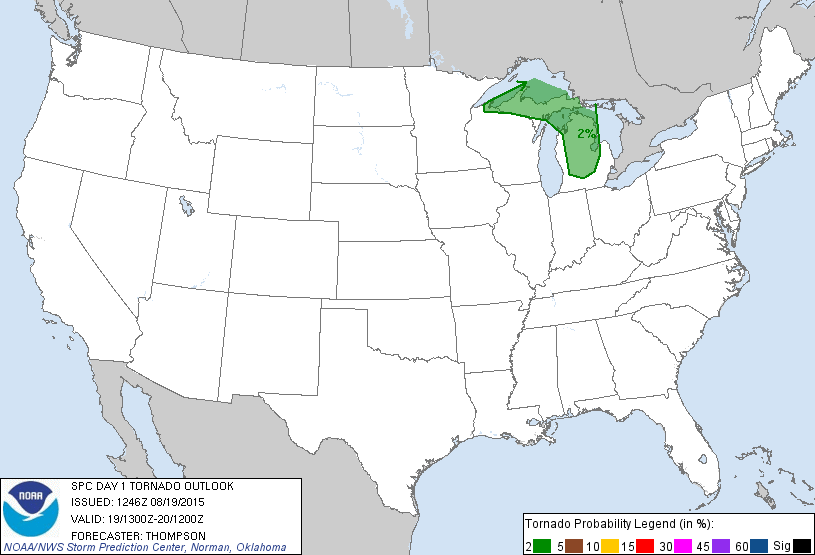 2%
SPC DAY 1 TORNADO OUTLOOK
ISSUED: 1246Z 08/19/2015
VALID: 19/1300Z-20/1200Z
FORECASTER: THOMPSON
NOAA/NWS Storm Prediction Center, Norman, Oklahoma
NOAA
Tornado Probability Legend (in %):
2 5 10 15 30 45 60 Sig